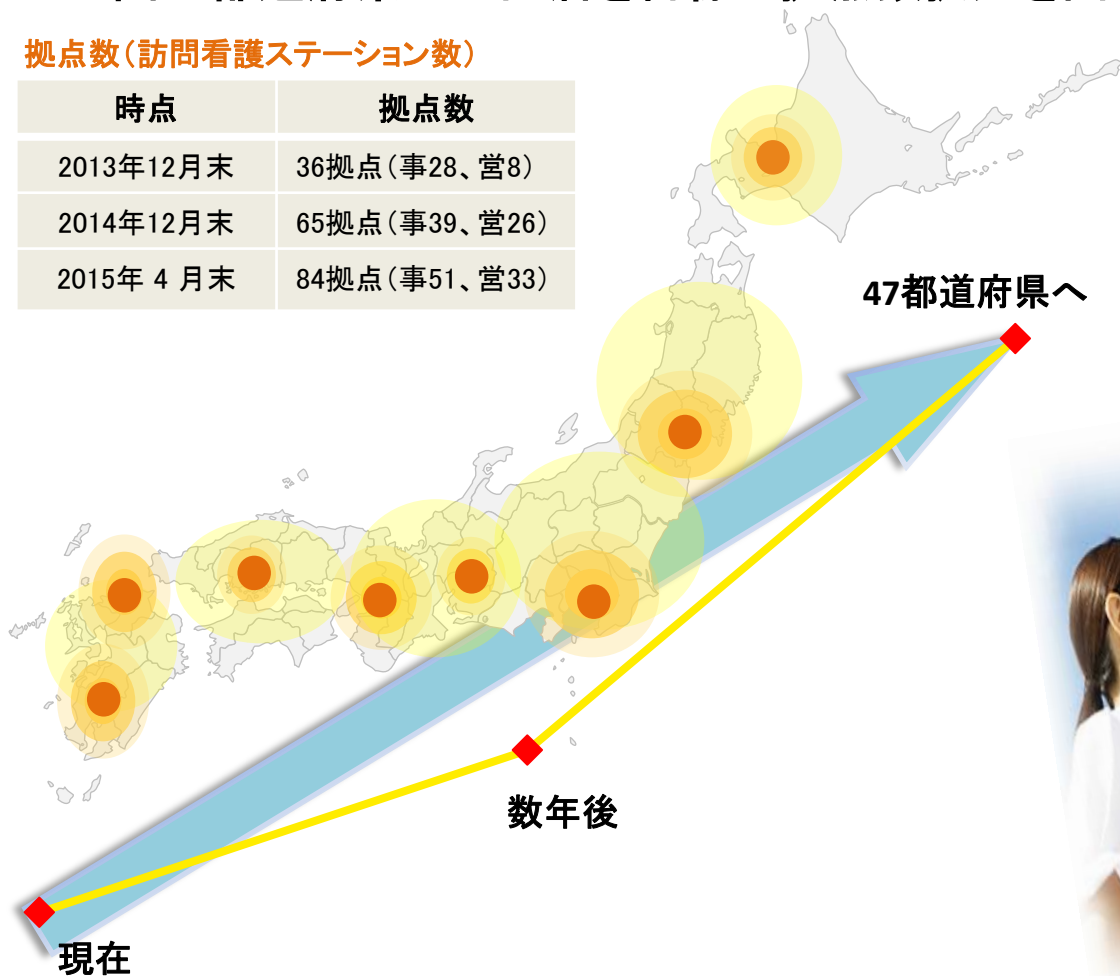 拠点数（訪問看護ステーション数）
時点 拠点数
2013年12月末 36拠点（事28、営8）
2014年12月末 65拠点（事39、営26）
2015年 4 月末 84拠点（事51、営33）
47都道府県へ
数年後
現在